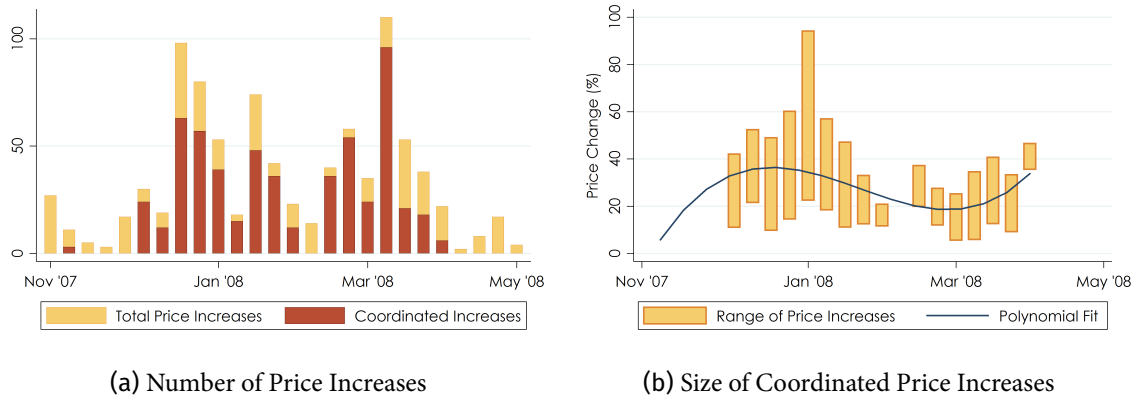 100
50
0
Nov '07
Jan '08
Mar '08
May '08
Total Price Increases
Coordinated Increases
(a) Number of Price Increases
Price Change (%)
100
80
60
40
20
0
Nov '07
Jan '08
Mar '08
May '08
Range of Price Increases
Polynomial Fit
(b) Size of Coordinated Price Increases